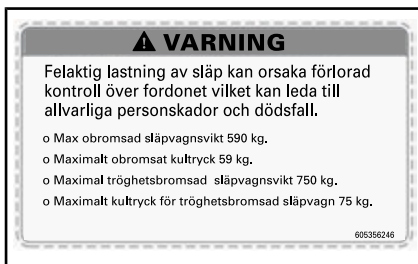 VARNING
Felaktig lastning av släp kan orsaka förlorad
kontroll över fordonet vilket kan leda till
allvarliga personskador och dödsfall.
o Max obromsad släpvagnsvikt 590 kg.
o Maximalt obromsat kultryck 59 kg.
o Maximal tröghetsbromsad släpvagnsvikt 750 kg.
o Maximalt kultryck för tröghetsbromsad släpvagn 75 kg.
605356246